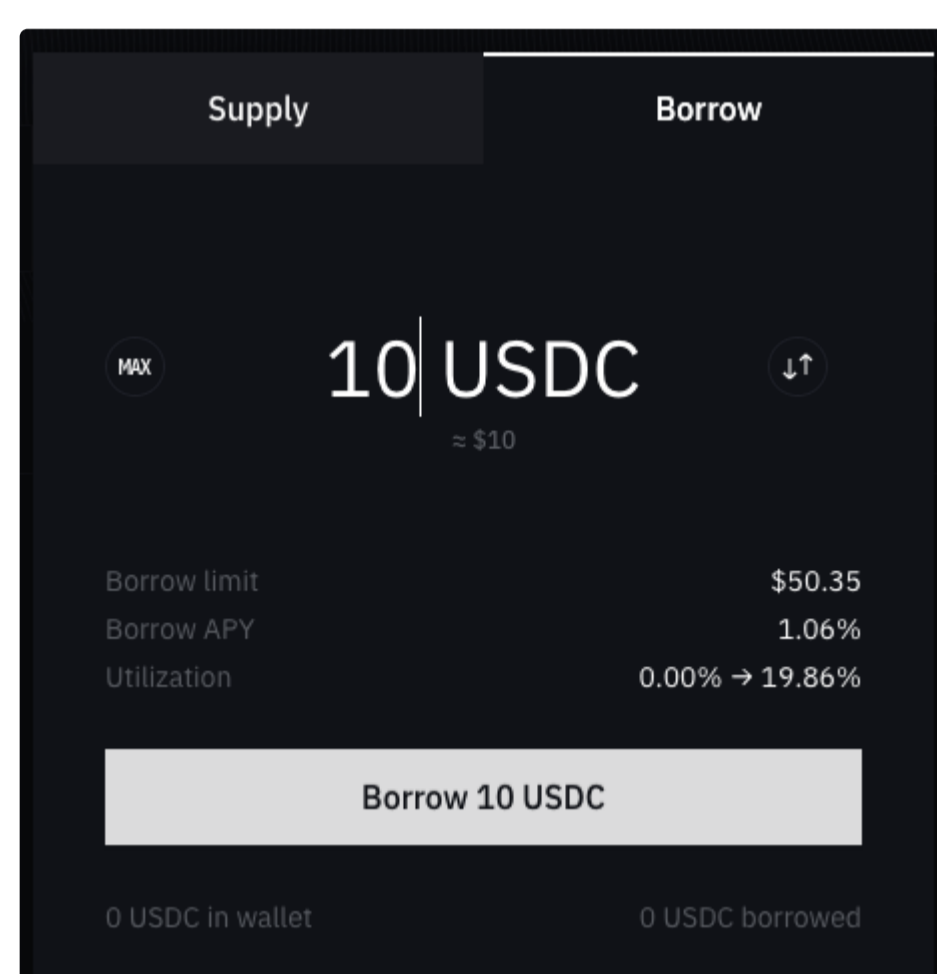 Supply Borrow
MAX 10 USDC ↓↑
≈ $10
Borrow limit $50.35
Borrow APY 1.06%
Utilization 0.00% → 19.86%
Borrow 10 USDC
0 USDC in wallet 0 USDC borrowed